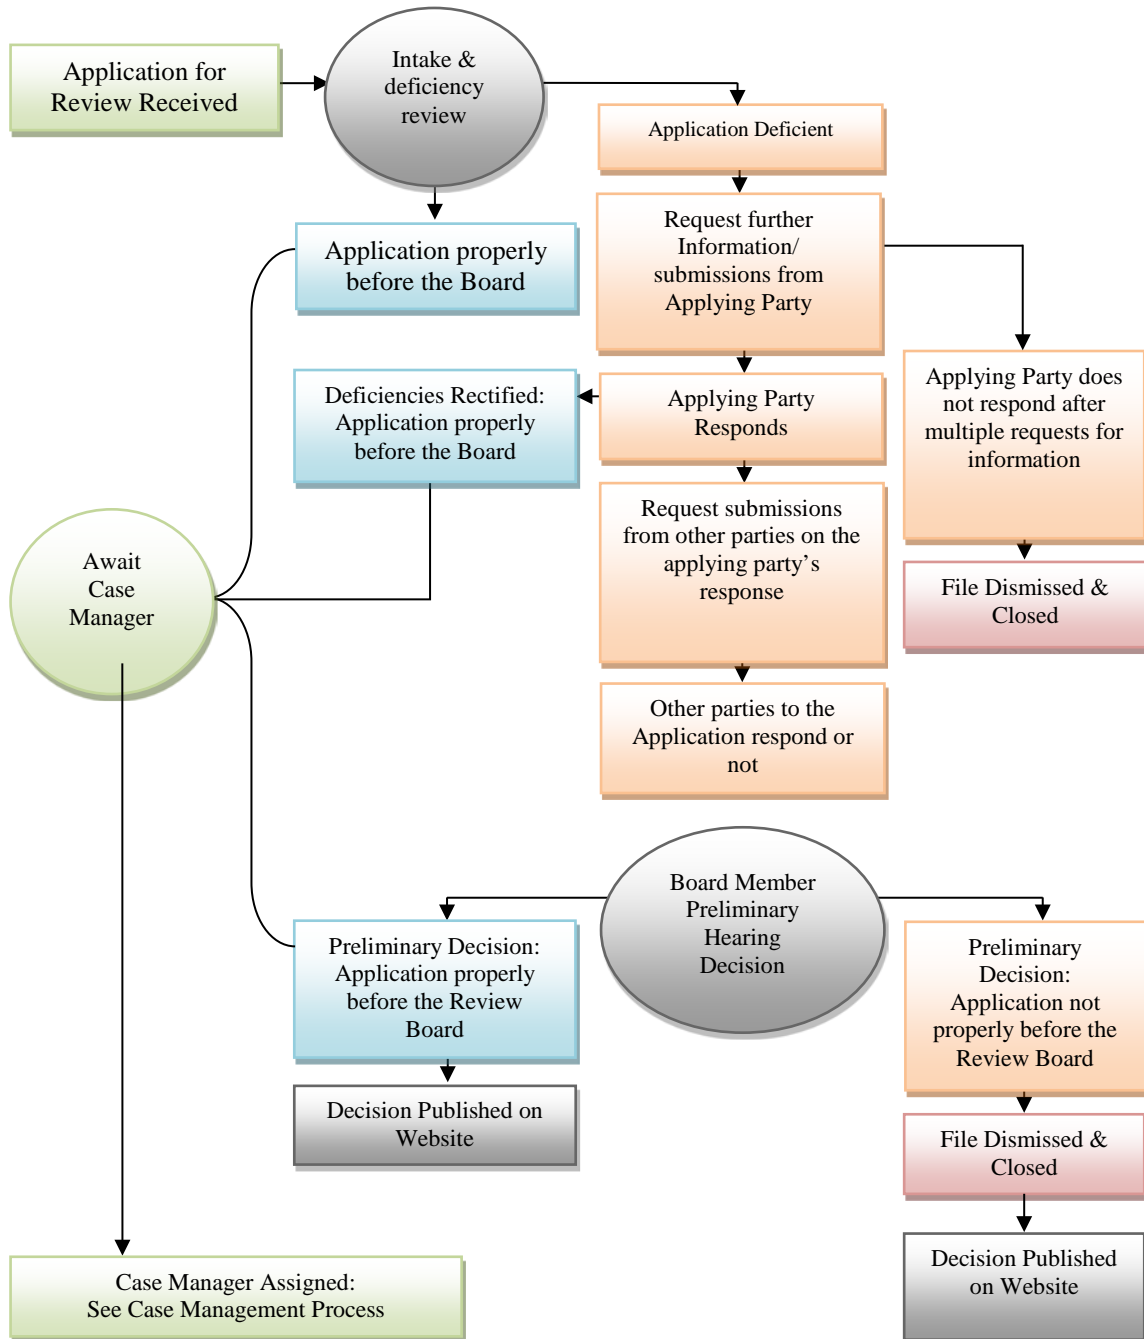 Application for
Review Received
Intake &
deficiency
review
Application Deficient
Request further
Information/
submissions from
Applying Party
Application properly
before the Board
Applying Party does
not respond after
multiple requests for
information
Deficiencies Rectified:
Application properly
before the Board
Applying Party
Responds
Request submissions
from other parties on the
applying party’s
response
Await
Case
Manager
File Dismissed &
Closed
Other parties to the
Application respond or
not
Board Member
Preliminary
Hearing
Decision
Preliminary Decision:
Application properly
before the Review
Board
Preliminary
Decision:
Application not
properly before the
Review Board
Decision Published on
Website
File Dismissed &
Closed
Decision Published
on Website
Case Manager Assigned:
See Case Management Process